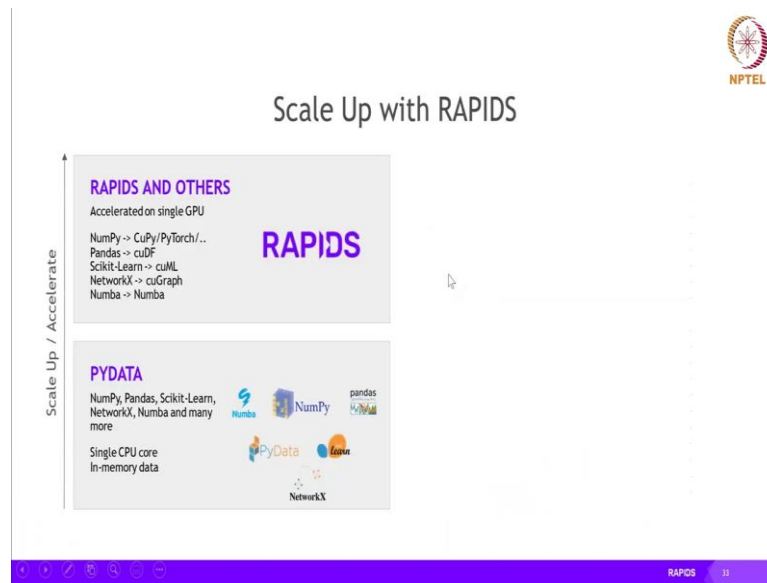 NPTEL
Scale Up with RAPIDS
Scale Up / Accelerate
RAPIDS AND OTHERS
Accelerated on single GPU
NumPy -> CuPy/PyTorch/..
Pandas -> cuDF
Scikit-Learn -> cuML
NetworkX -> cuGraph
Numba -> Numba
RAPIDS
PYDATA
NumPy, Pandas, Scikit-Learn,
NetworkX, Numba and many
more
Single CPU core
In-memory data
Numba
NumPy
pandas
PyData
learn
NetworkX
RAPIDS 33